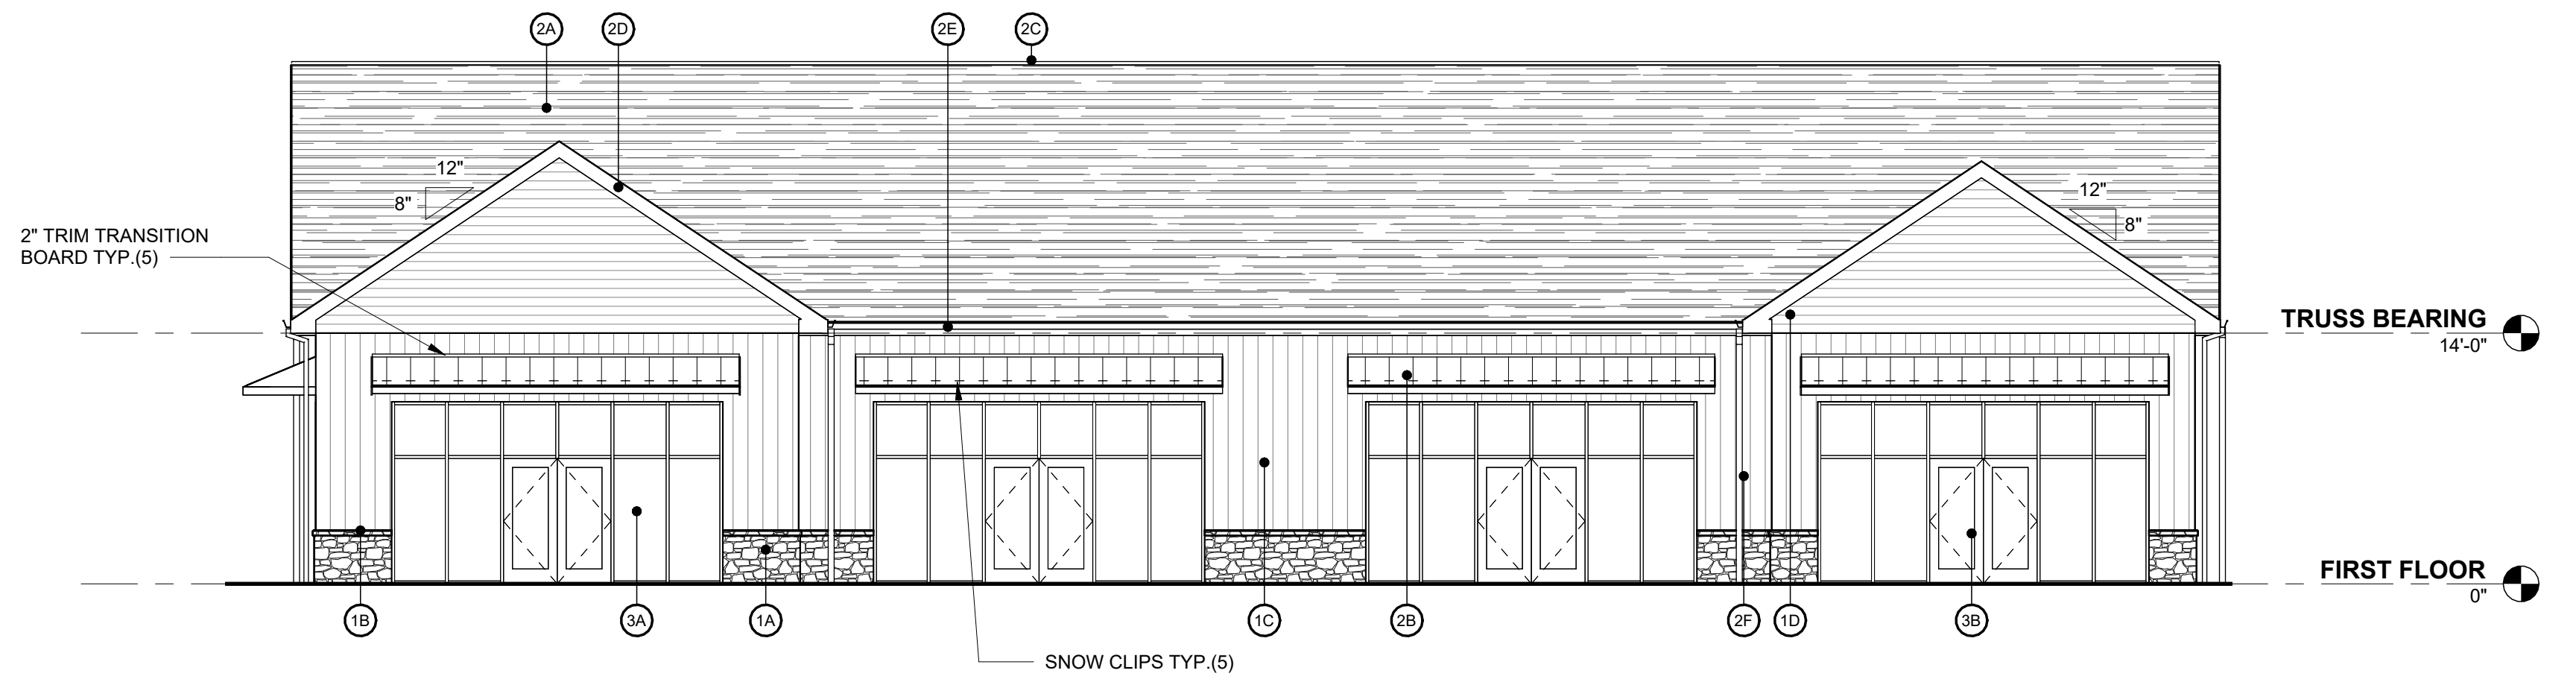 2A
2D
2E
2C
12"
8"
12"
8"
2" TRIM TRANSITION
BOARD TYP.(5)
TRUSS BEARING
14'-0"
FIRST FLOOR
0"
1B
3A
1A
1C
2B
2F
1D
3B
SNOW CLIPS TYP.(5)